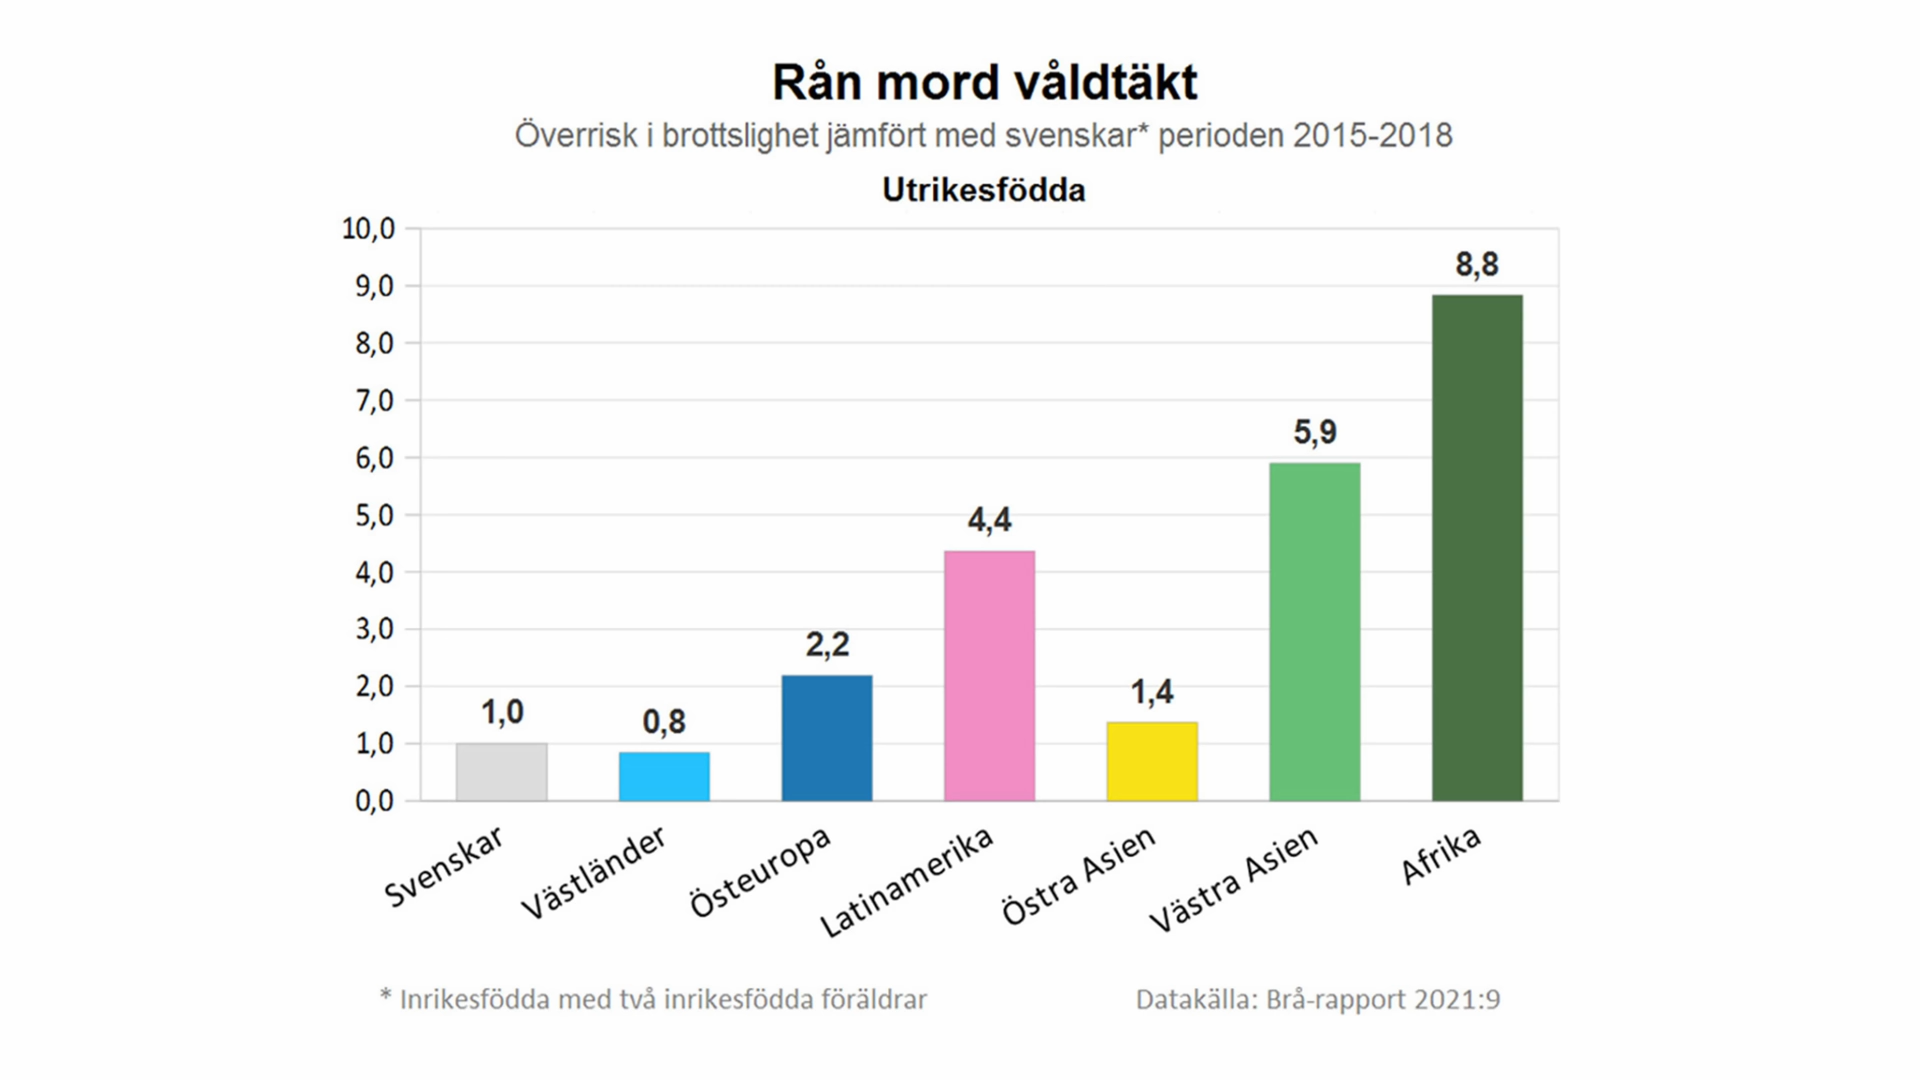 Rån mord våldtäkt
Överrisk i brottslighet jämfört med svenskar* perioden 2015-2018
Utrikesfödda
10,0
9,0
8,0
7,0
6,0
5,0
4,0
3,0
2,0
1,0
0,0
1,0
0,8
2,2
4,4
1,4
5,9
8,8
Svenskar
Västländer
Östeuropa
Latinamerika
Östra Asien
Västra Asien
Afrika
* Inrikesfödda med två inrikesfödda föräldrar
Datakälla: Brå-rapport 2021:9